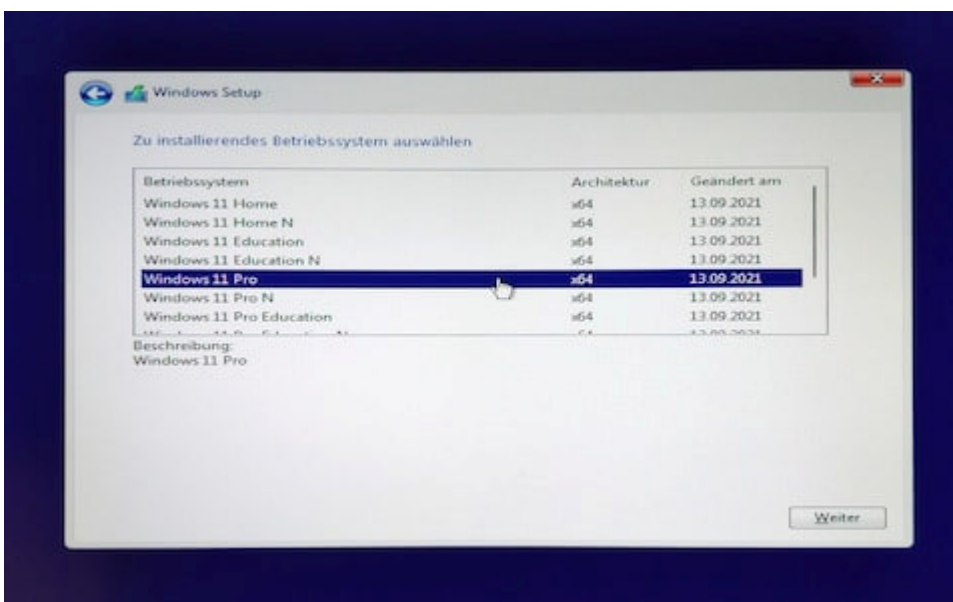 Windows Setup
Zu installierendes Betriebssystem auswählen
Betriebssystem Architektur Geändert am
Windows 11 Home x64 13.09.2021
Windows 11 Home N x64 13.09.2021
Windows 11 Education x64 13.09.2021
Windows 11 Education N x64 13.09.2021
Windows 11 Pro x64 13.09.2021
Windows 11 Pro N x64 13.09.2021
Windows 11 Pro Education x64 13.09.2021
Beschreibung:
Windows 11 Pro
Weiter